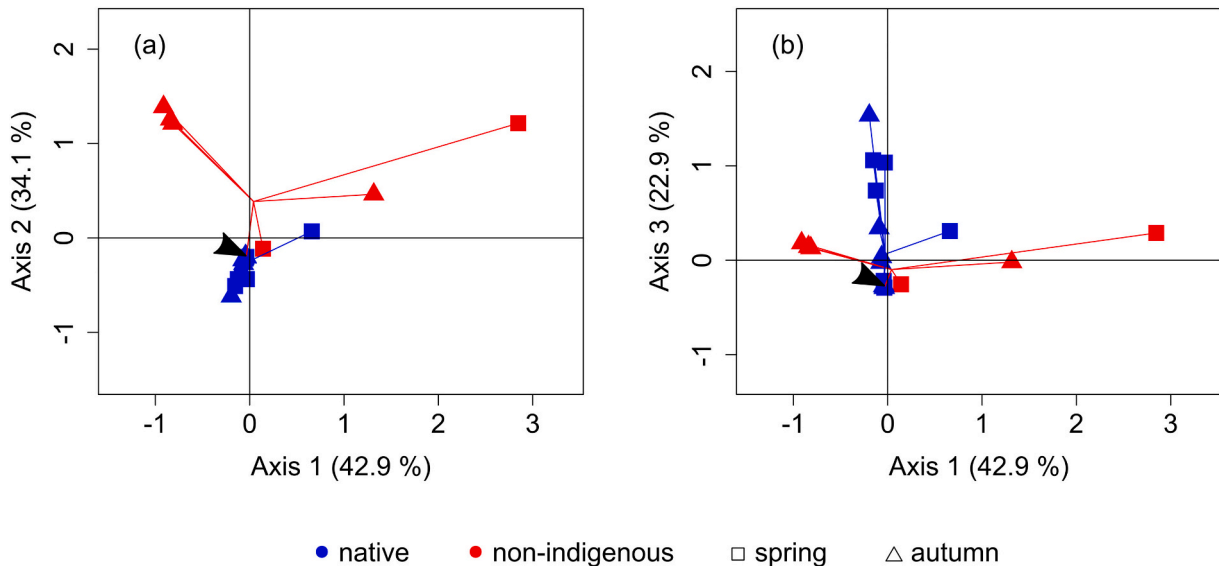 (a)
2
1
0
-1
Axis 2 (34.1 %)
-1 0 1 2 3
Axis 1 (42.9 %)
(b)
2
1
0
-1
Axis 3 (22.9 %)
-1 0 1 2 3
Axis 1 (42.9 %)
native non-indigenous spring autumn